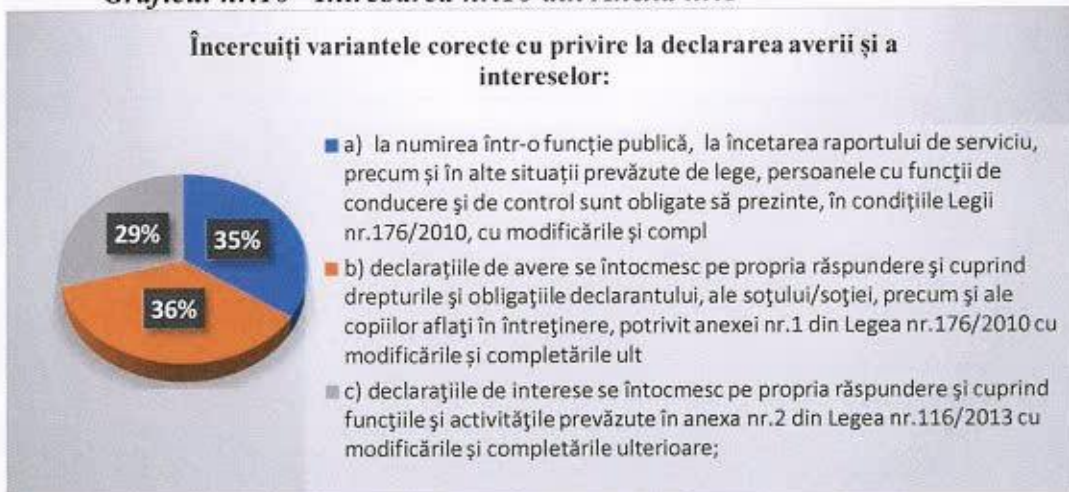 Încercuiți variantele corecte cu privire la declararea averii și a
intereselor:
a) la numirea într-o funcție publică, la încetarea raportului de serviciu,
precum și în alte situații prevăzute de lege, persoanele cu funcții de
conducere și de control sunt obligate să prezinte, în condițiile Legii
nr.176/2010, cu modificările și compl
b) declarațiile de avere se întocmesc pe propria răspundere și cuprind
drepturile și obligațiile declarantului, ale soțului/soției, precum și ale
copiilor aflați în întreținere, potrivit anexei nr.1 din Legea nr.176/2010 cu
modificările și completările ult
c) declarațiile de interese se întocmesc pe propria răspundere și cuprind
funcțiile și activitățile prevăzute în anexa nr.2 din Legea nr.116/2013 cu
modificările și completările ulterioare;
29%
35%
36%